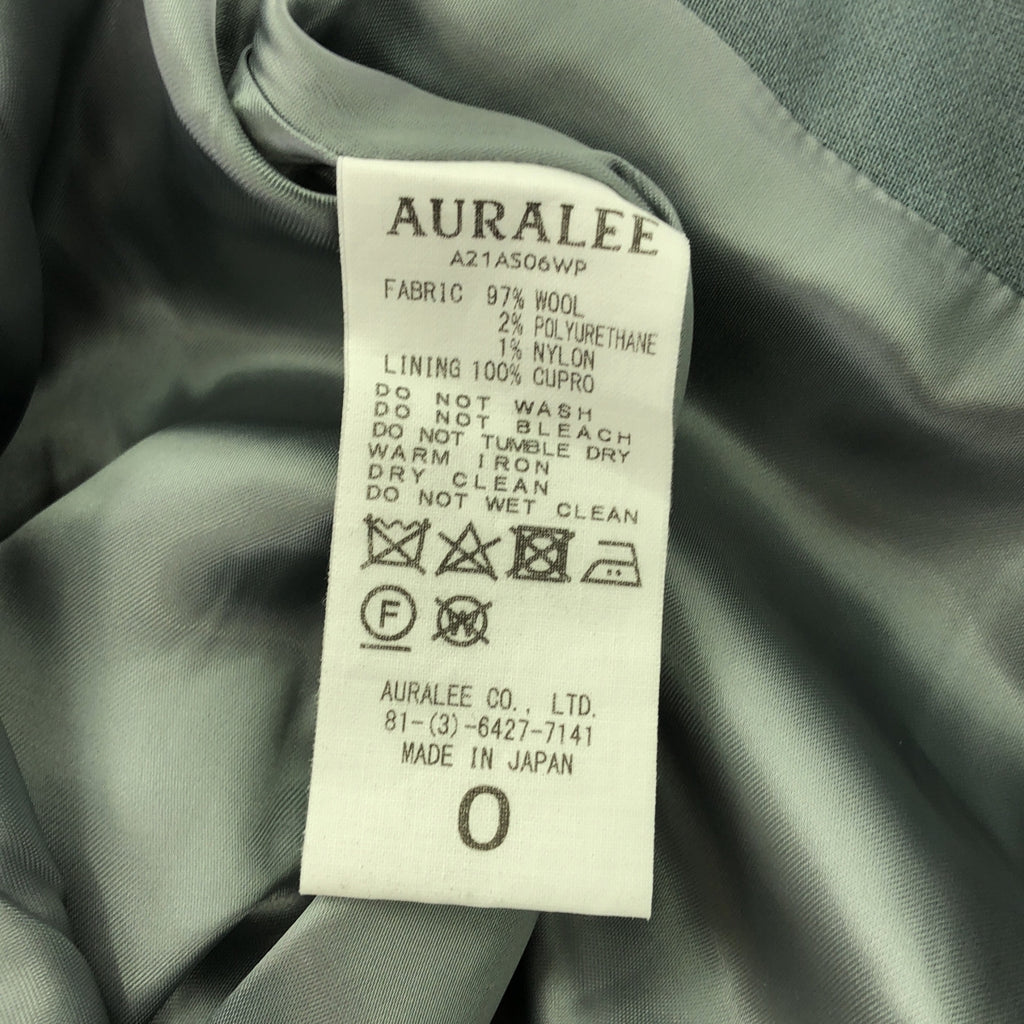 AURALEE
A21AS06WP
FABRIC 97% WOOL
2% POLYURETHANE
1% NYLON
LINING 100% CUPRO
DO NOT WASH
DO NOT BLEACH
DO NOT TUMBLE DRY
WARM IRON
DRY CLEAN
DO NOT WET CLEAN
F W
AURALEE CO., LTD.
81-(3)-6427-7141
MADE IN JAPAN
0